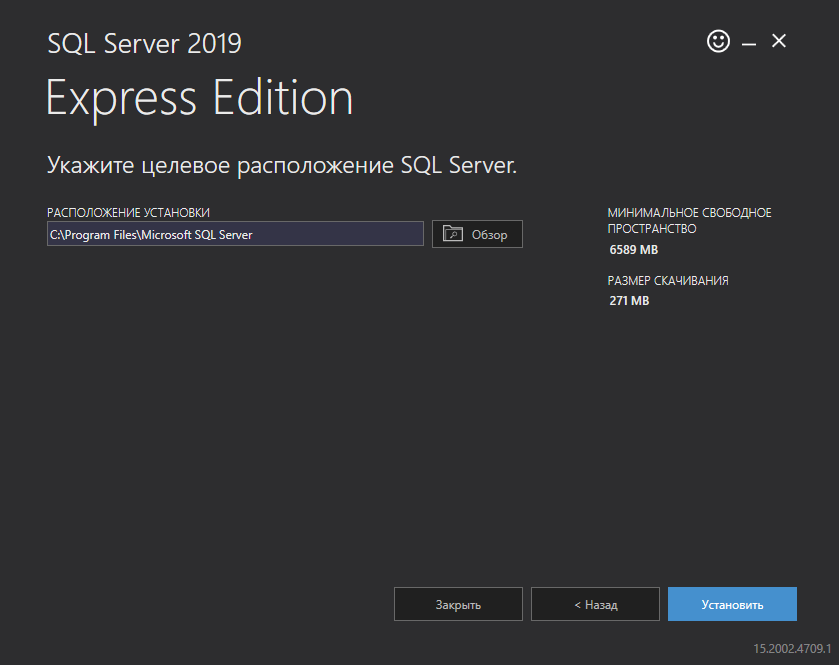 SQL Server 2019
Express Edition
Укажите целевое расположение SQL Server.
РАСПОЛОЖЕНИЕ УСТАНОВКИ
C:\Program Files\Microsoft SQL Server
Обзор
МИНИМАЛЬНОЕ СВОБОДНОЕ
ПРОСТРАНСТВО
6589 MB
РАЗМЕР СКАЧИВАНИЯ
271 MB
Закрыть
< Назад
Установить
15.2002.4709.1